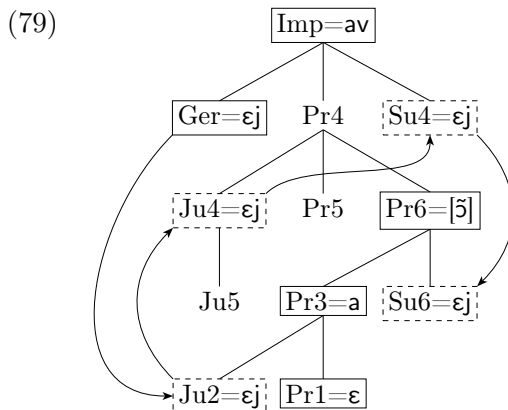 (79)
Imp=av
Ger=ɛj Pr4 Su4=ɛj
Ju4=ɛj Pr5 Pr6=[ɔ̃]
Ju5 Pr3=a Su6=ɛj
Ju2=ɛj Pr1=ɛ